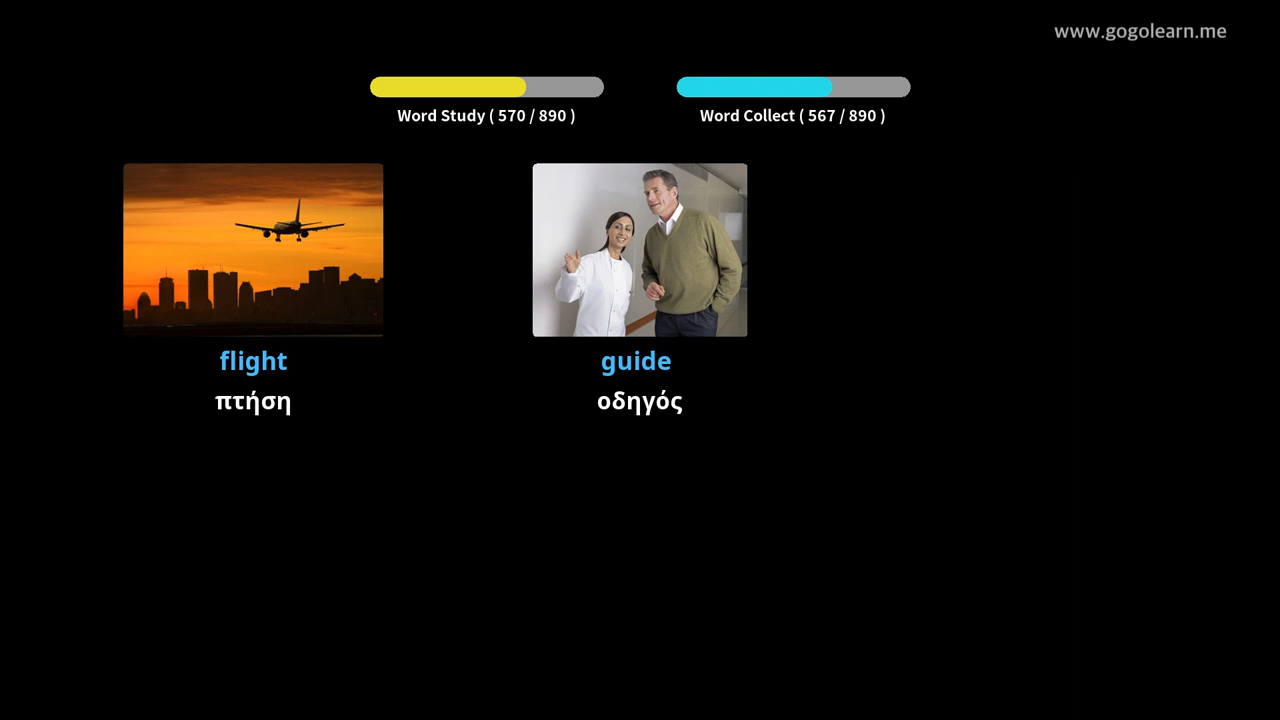 www.gogolearn.me
Word Study ( 570 / 890 )
Word Collect ( 567 / 890 )
flight
πτήση
guide
οδηγός